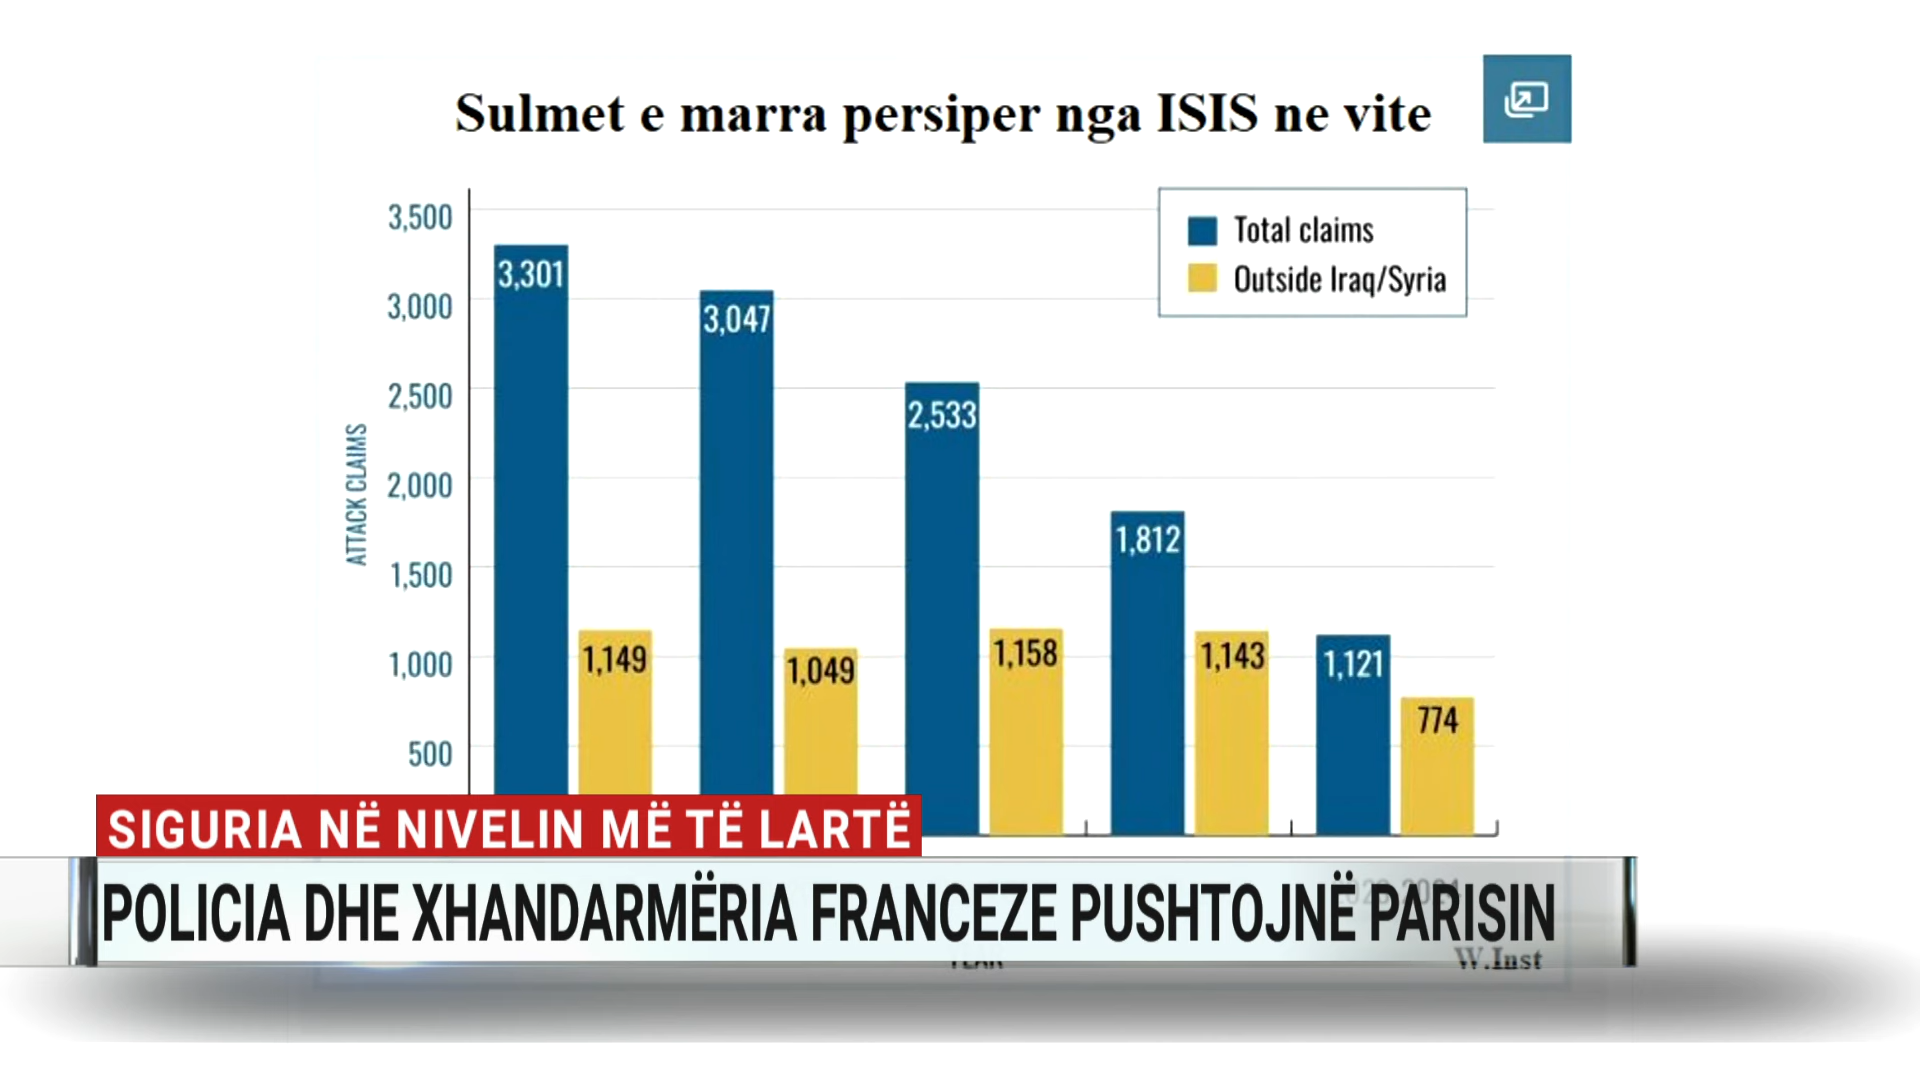 Sulmet e marra persiper nga ISIS ne vite
Total claims
Outside Iraq/Syria
ATTACK CLAIMS
3,500
3,000
2,500
2,000
1,500
1,000
500
3,301
1,149
3,047
1,049
2,533
1,158
1,812
1,143
1,121
774
SIGURIA NË NIVELIN MË TË LARTË
POLICIA DHE XHANDARMËRIA FRANCEZE PUSHTOJNË PARISIN
W.Inst